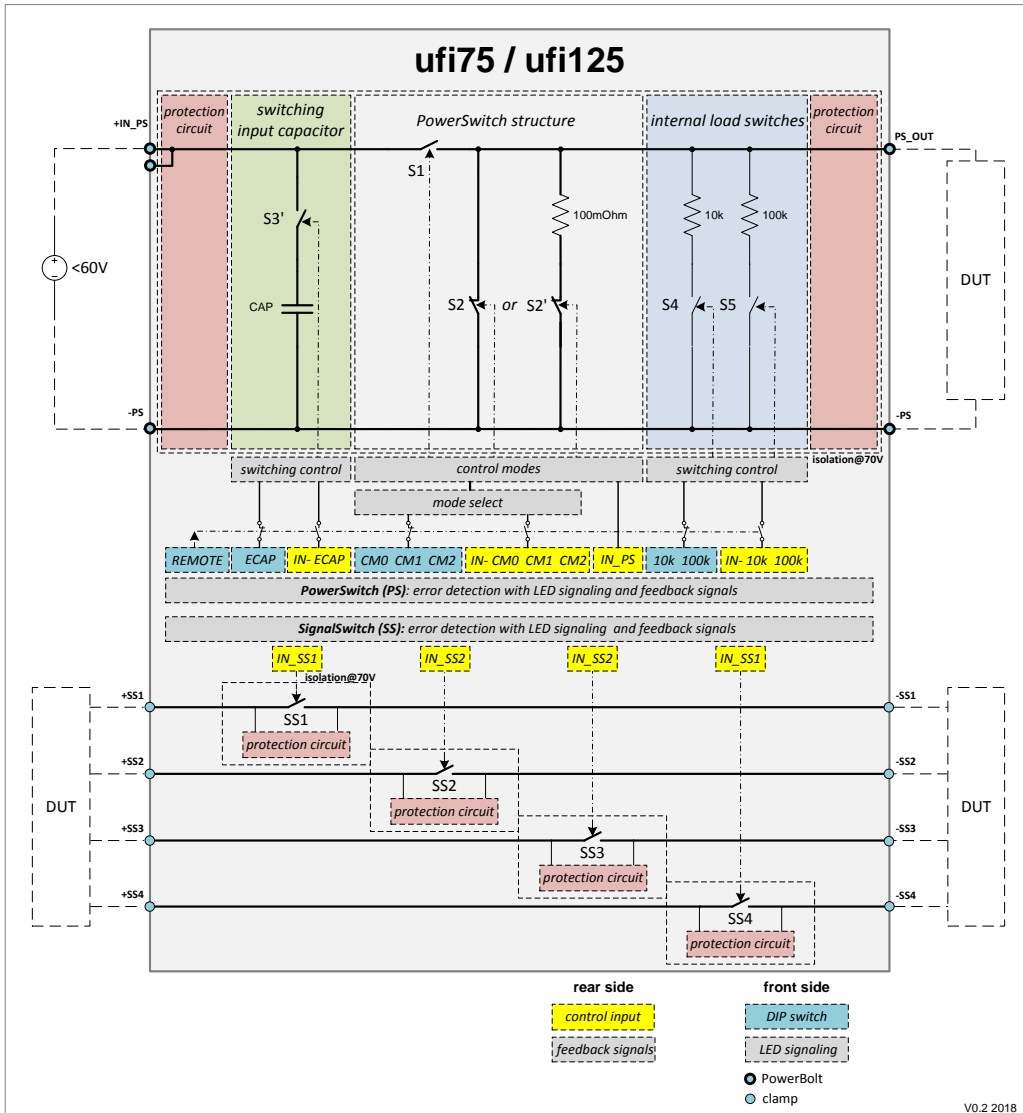 ufi75 / ufi125
protection
circuit
switching
input capacitor
PowerSwitch structure
internal load switches
protection
circuit
+IN_PS
PS_OUT
S1
S3'
100mOhm
10k
100k
<60V
DUT
CAP
S2
or
S2'
S4
S5
-PS
-PS
isolation@70V
switching control
control modes
switching control
mode select
REMOTE
ECAP
IN- ECAP
CM0 CM1 CM2
IN- CM0 CM1 CM2
IN_PS
10k 100k
IN- 10k 100k
PowerSwitch (PS): error detection with LED signaling and feedback signals
SignalSwitch (SS): error detection with LED signaling and feedback signals
IN_SS1
IN_SS2
IN_SS2
IN_SS1
isolation@70V
+SS1
-SS1
SS1
protection circuit
+SS2
-SS2
SS2
protection circuit
DUT
DUT
+SS3
-SS3
SS3
protection circuit
+SS4
-SS4
SS4
protection circuit
rear side
front side
control input
DIP switch
feedback signals
LED signaling
PowerBolt
clamp
V0.2 2018